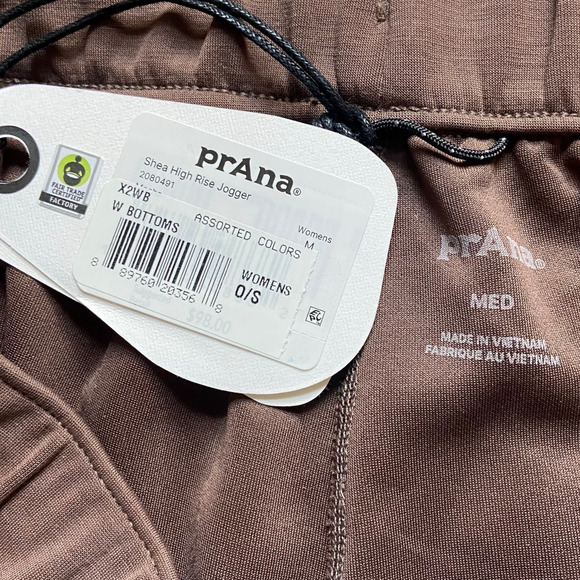 prAna®
Shea High Rise Jogger
2080491
Womens
M
X2WB
W BOTTOMS
ASSORTED COLORS
8 89760 20356 8
WOMENS
O/S
$98.00
FAIR TRADE
CERTIFIED
FACTORY
prAna®
MED
MADE IN VIETNAM
FABRIQUE AU VIETNAM